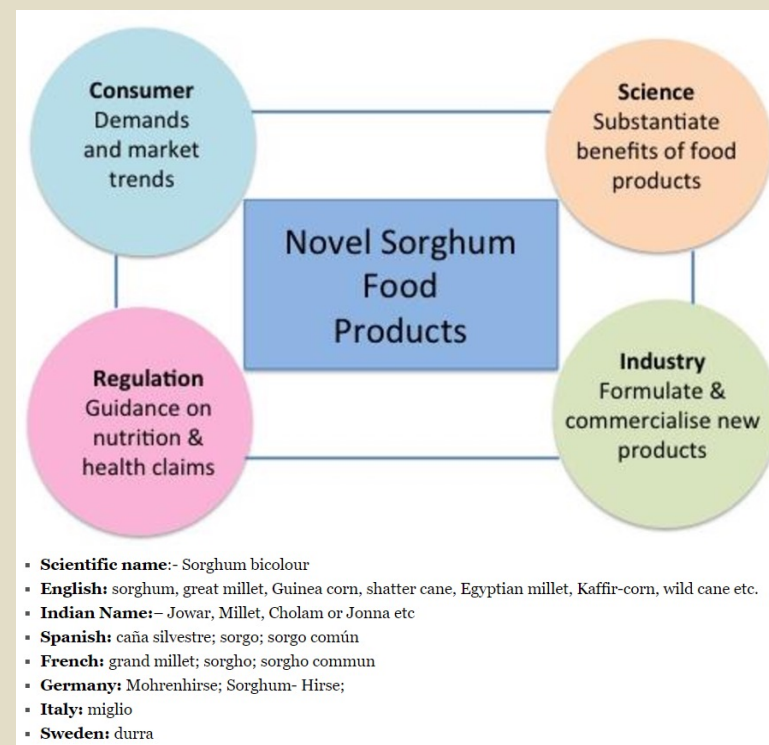 Consumer
Demands
and market
trends
Science
Substantiate
benefits of food
products
Novel Sorghum
Food
Products
Regulation
Guidance on
nutrition &
health claims
Industry
Formulate &
commercialise new
products
▪ Scientific name:- Sorghum bicolour
▪ English: sorghum, great millet, Guinea corn, shatter cane, Egyptian millet, Kaffir-corn, wild cane etc.
▪ Indian Name:– Jowar, Millet, Cholam or Jonna etc
▪ Spanish: caña silvestre; sorgo; sorgo común
▪ French: grand millet; sorgho; sorgho commun
▪ Germany: Mohrenhirse; Sorghum- Hirse;
▪ Italy: miglio
▪ Sweden: durra